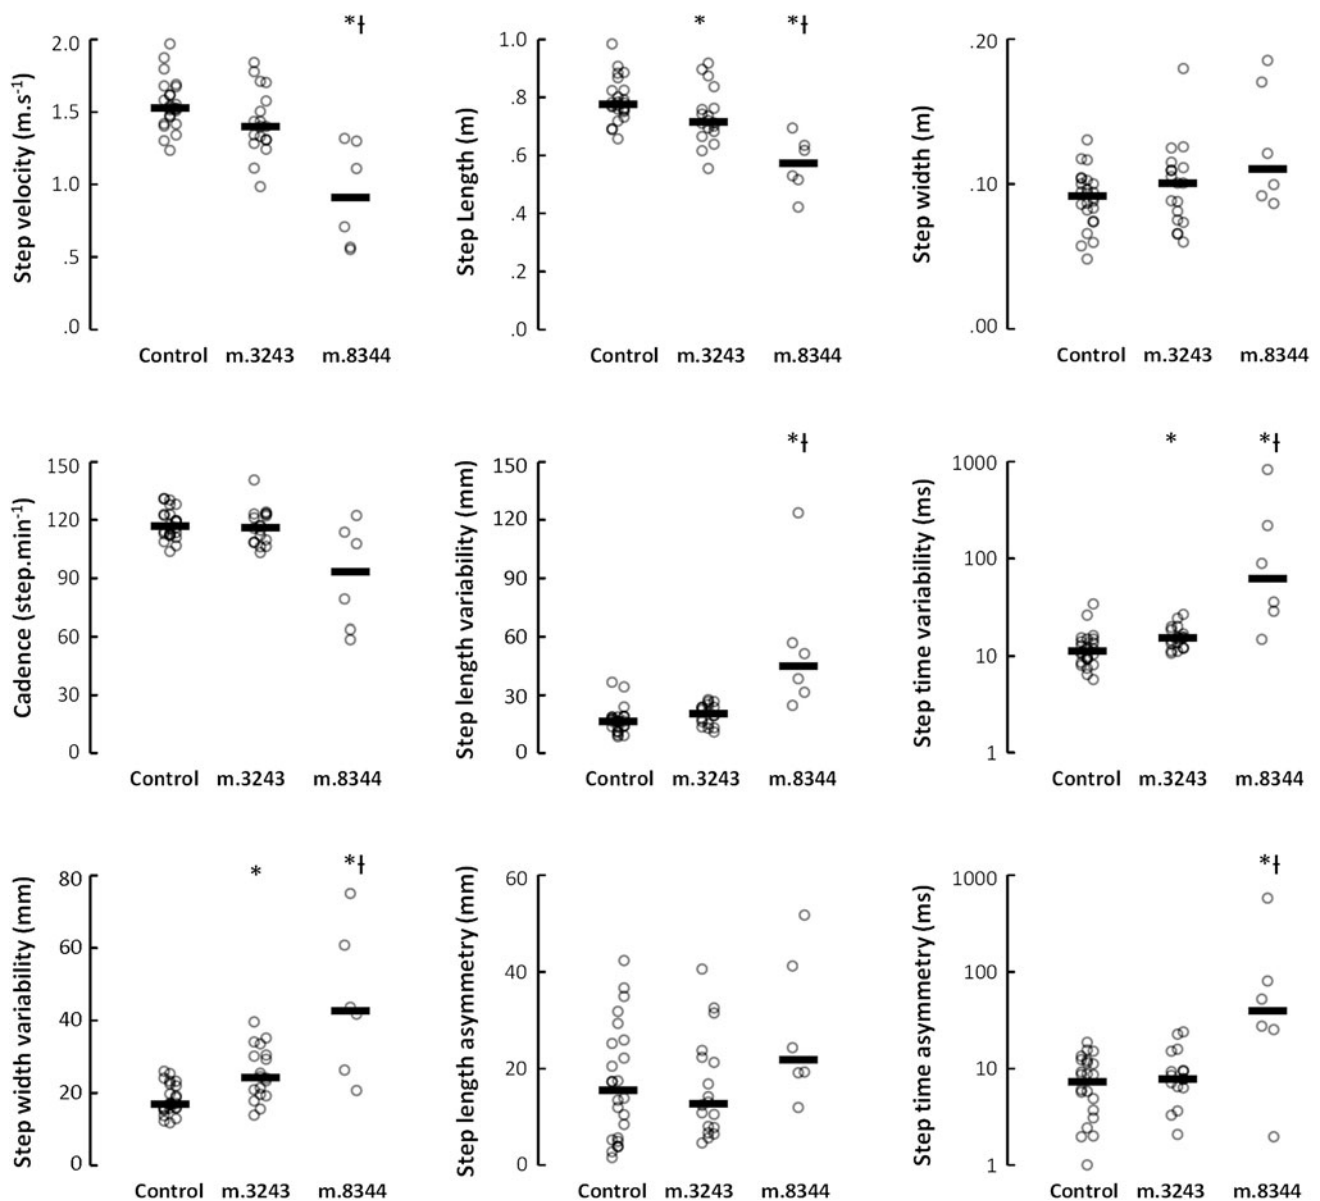 *† * *†
Step velocity (m.s⁻¹)
2.0
1.5
1.0
.5
.0
Control m.3243 m.8344
Step Length (m)
1.0
.8
.6
.4
.2
.0
Control m.3243 m.8344
Step width (m)
.20
.10
.00
Control m.3243 m.8344
*† * *†
Cadence (step.min⁻¹)
150
120
90
60
30
0
Control m.3243 m.8344
Step length variability (mm)
150
120
90
60
30
0
Control m.3243 m.8344
Step time variability (ms)
1000
100
10
1
Control m.3243 m.8344
* *† *†
Step width variability (mm)
80
60
40
20
0
Control m.3243 m.8344
Step length asymmetry (mm)
60
40
20
0
Control m.3243 m.8344
Step time asymmetry (ms)
1000
100
10
1
Control m.3243 m.8344